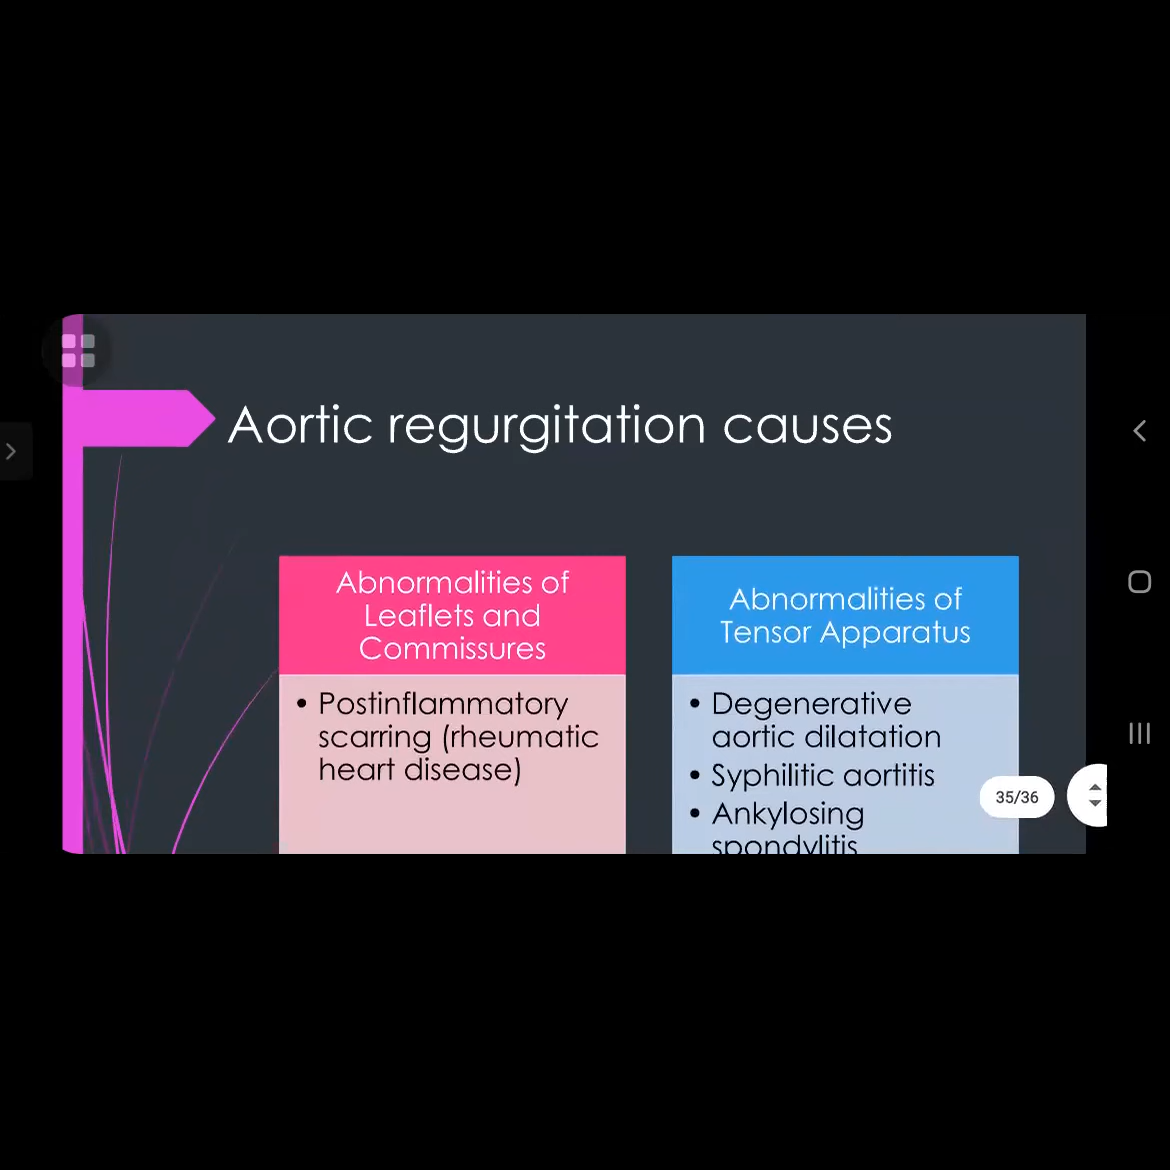 Aortic regurgitation causes
Abnormalities of
Leaflets and
Commissures
• Postinflammatory
scarring (rheumatic
heart disease)
Abnormalities of
Tensor Apparatus
• Degenerative
aortic dilatation
• Syphilitic aortitis
• Ankylosing
spondylitis
35/36